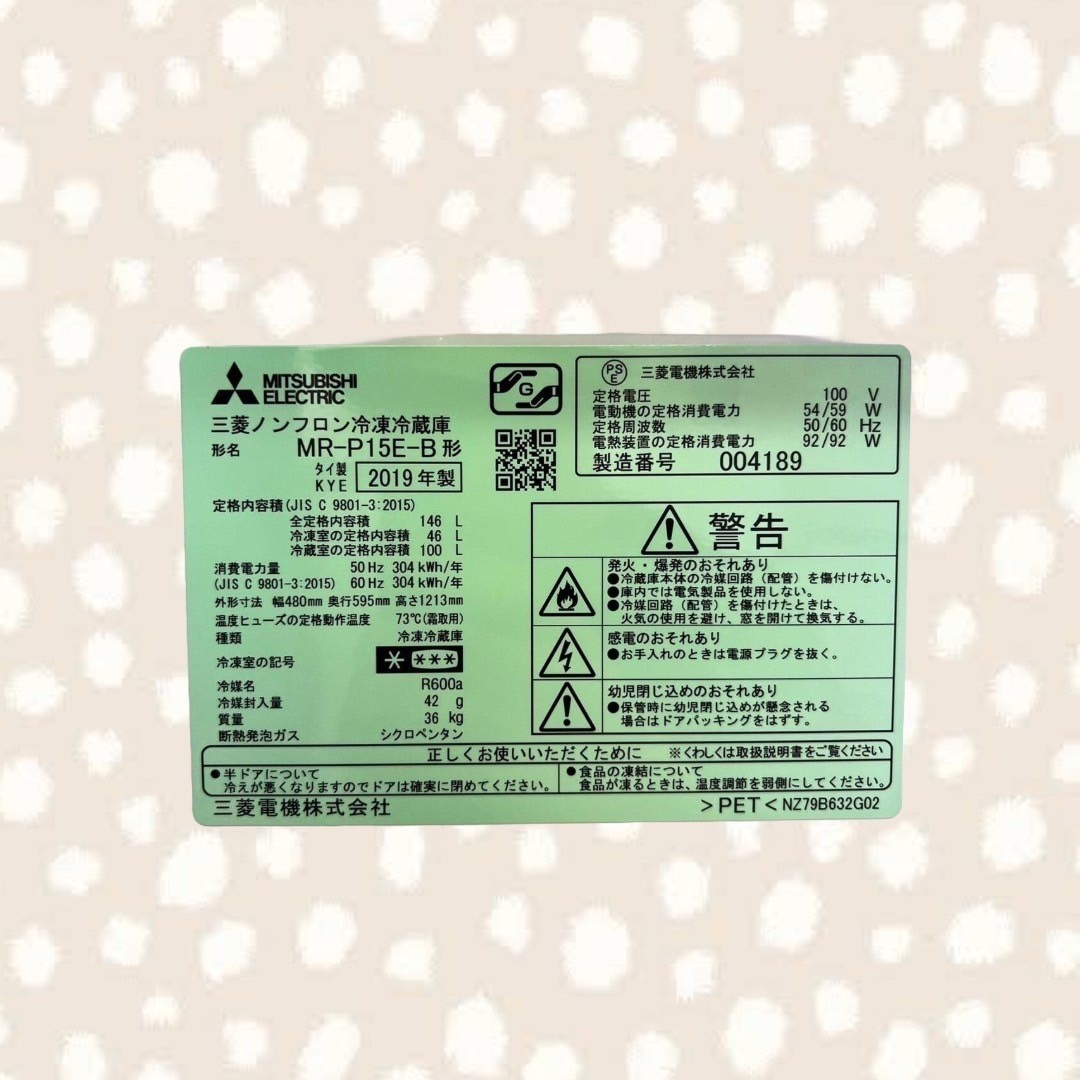 MITSUBISHI
ELECTRIC
三菱ノンフロン冷凍冷蔵庫
形名 MR-P15E-B 形
タイ製
KYE 2019年製
定格内容積(JIS C 9801-3:2015)
全定格内容積 146 L
冷凍室の定格内容積 46 L
冷蔵室の定格内容積 100 L
消費電力量 50Hz 304kWh/年
(JIS C 9801-3:2015) 60Hz 304kWh/年
外形寸法 幅480mm 奥行595mm 高さ1213mm
温度ヒューズの定格動作温度 73℃(霜取用)
種類 冷凍冷蔵庫
冷凍室の記号 * ***
冷媒名 R600a
冷媒封入量 42 g
質量 36 kg
断熱発泡ガス シクロペンタン
G
PS
E 三菱電機株式会社
定格電圧 100 V
電動機の定格消費電力 54/59 W
定格周波数 50/60 Hz
電熱装置の定格消費電力 92/92 W
製造番号 004189
警告
発火・爆発のおそれあり
●冷蔵庫本体の冷媒回路(配管)を傷付けない。
●庫内では電気製品を使用しない。
●冷媒回路(配管)を傷付けたときは、
火気の使用を避け、窓を開けて換気する。
感電のおそれあり
●お手入れのときは電源プラグを抜く。
幼児閉じ込めのおそれあり
●保管時に幼児閉じ込めが懸念される
場合はドアパッキングをはずす。
正しくお使いいただくために ※くわしくは取扱説明書をご覧ください
●半ドアについて
冷えが悪くなりますのでドアは確実に閉めてください。
●食品の凍結について
食品が凍るときは、温度調節を弱側にしてください。
三菱電機株式会社 >PET< NZ79B632G02